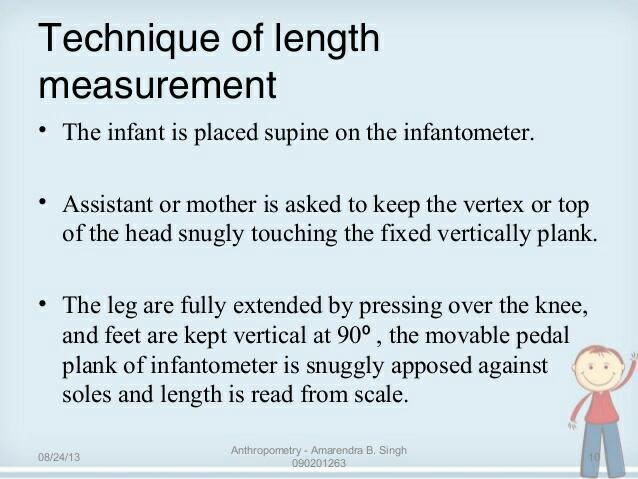 Technique of length
measurement
• The infant is placed supine on the infantometer.
• Assistant or mother is asked to keep the vertex or top
of the head snugly touching the fixed vertically plank.
• The leg are fully extended by pressing over the knee,
and feet are kept vertical at 90⁰ , the movable pedal
plank of infantometer is snuggly apposed against
soles and length is read from scale.
08/24/13
Anthropometry - Amarendra B. Singh
090201263
10